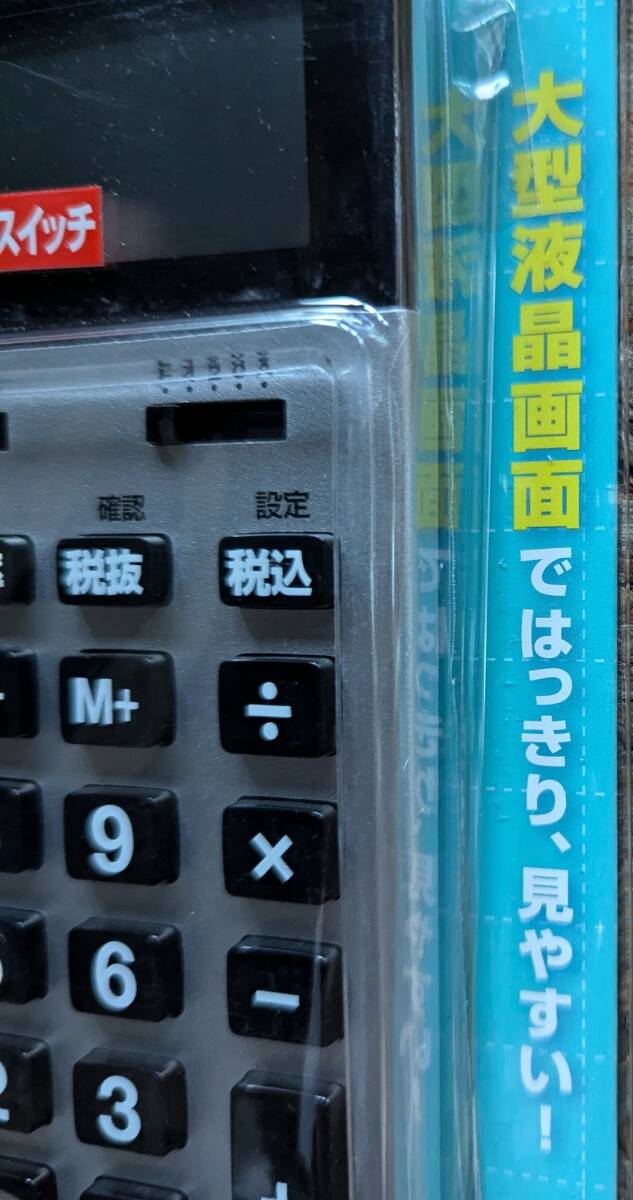 大型液晶画面ではっきり、見やすい!
スイッチ
確認 設定
税抜 税込
M+ ÷
9 ×
6 −
3